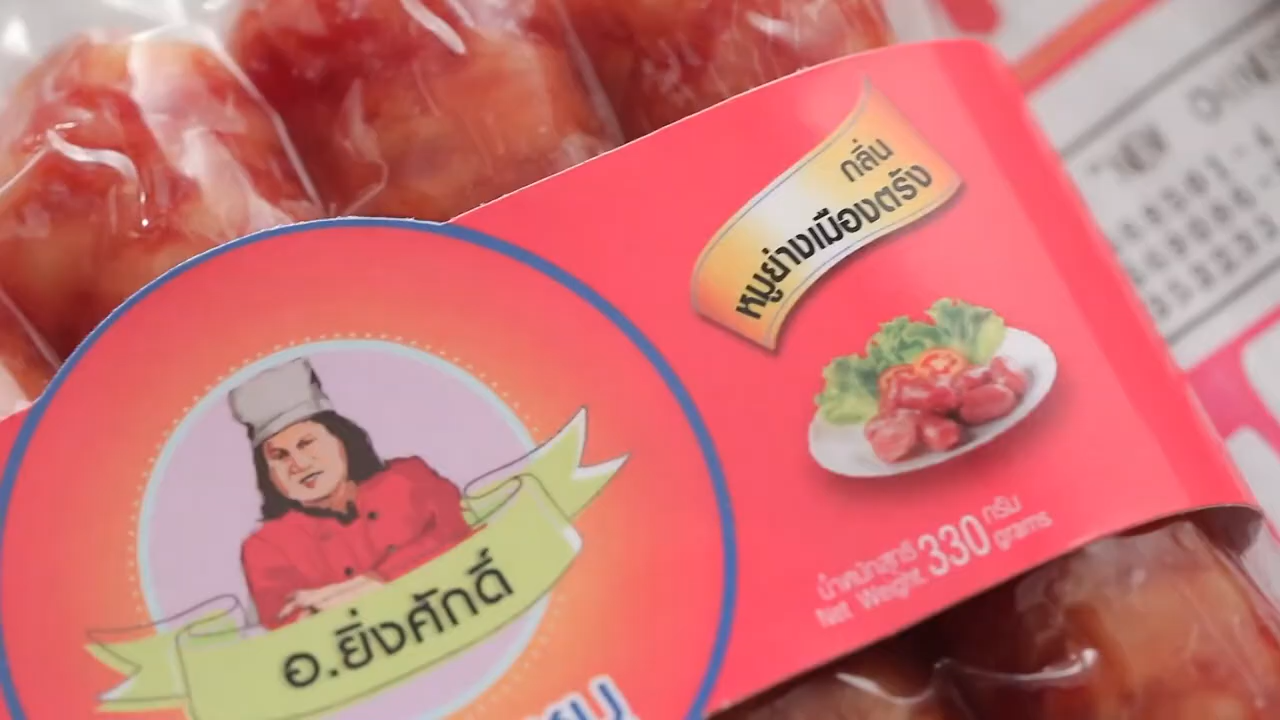 กลิ่น
หมูย่างเมืองตรัง
อ.ยิ่งศักดิ์
น้ำหนักสุทธิ 330 กรัม
Net Weight grams